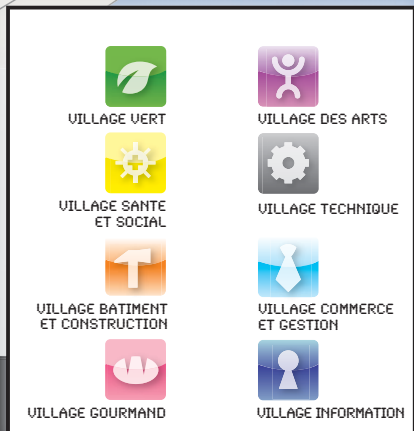 VILLAGE VERT
VILLAGE DES ARTS
VILLAGE SANTE
ET SOCIAL
VILLAGE TECHNIQUE
VILLAGE BATIMENT
ET CONSTRUCTION
VILLAGE COMMERCE
ET GESTION
VILLAGE GOURMAND
VILLAGE INFORMATION